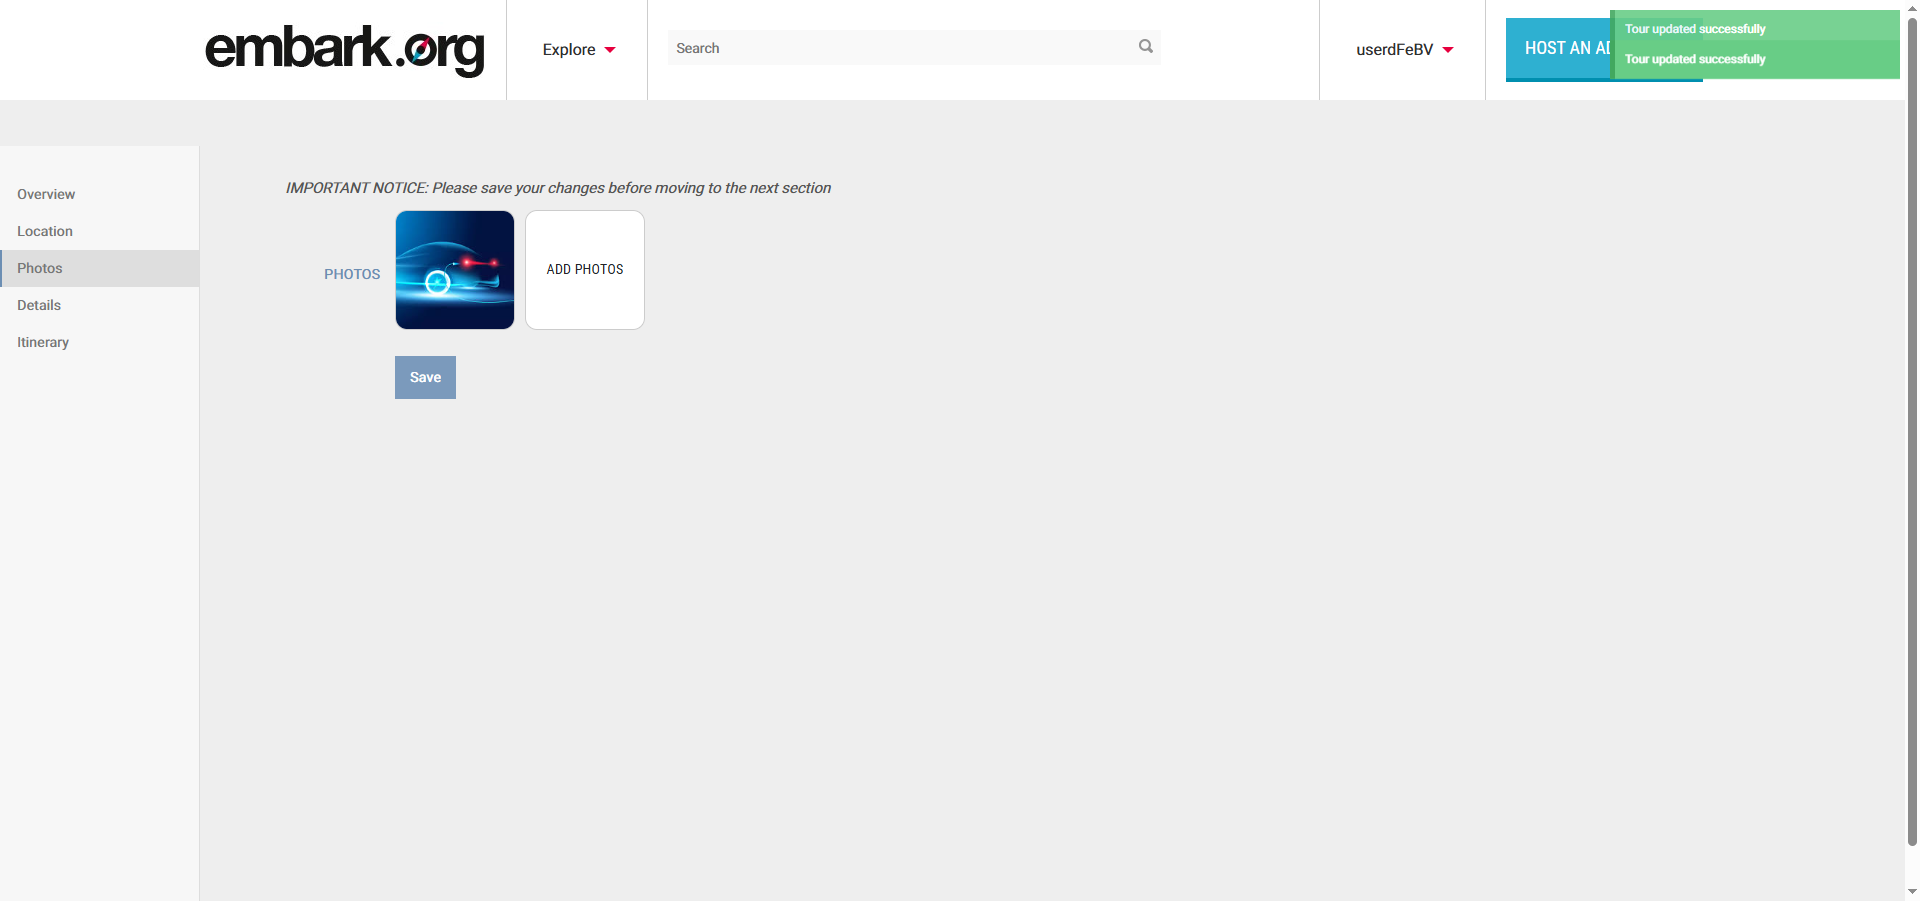 embark.org
Explore
Search
userdFeBV
HOST AN AD
Tour updated successfully
Tour updated successfully
Overview
Location
Photos
Details
Itinerary
IMPORTANT NOTICE: Please save your changes before moving to the next section
PHOTOS
ADD PHOTOS
Save